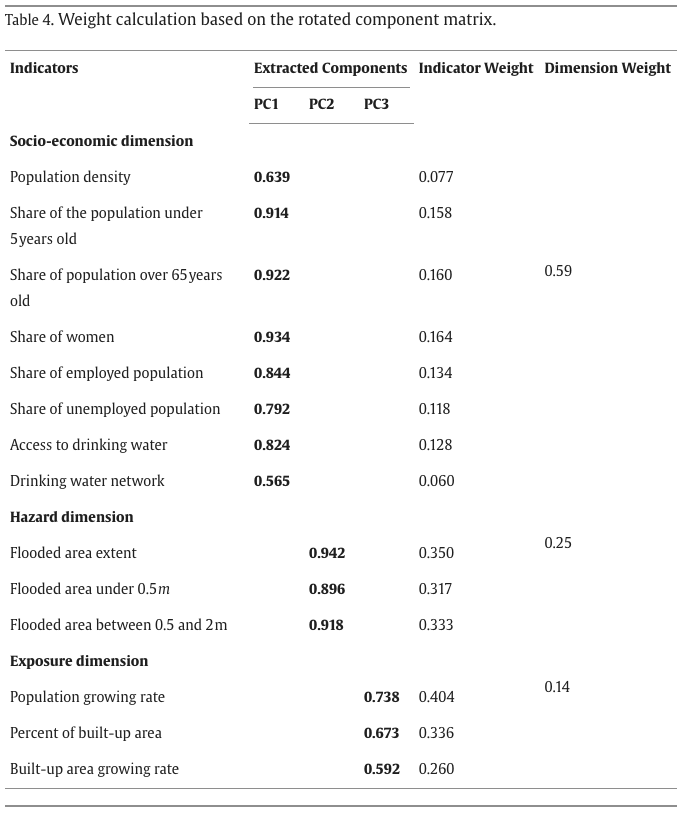 Table 4. Weight calculation based on the rotated component matrix.
Indicators Extracted Components Indicator Weight Dimension Weight
PC1 PC2 PC3
Socio-economic dimension
Population density 0.639 0.077
Share of the population under 0.914 0.158
5 years old
Share of population over 65 years 0.922 0.160 0.59
old
Share of women 0.934 0.164
Share of employed population 0.844 0.134
Share of unemployed population 0.792 0.118
Access to drinking water 0.824 0.128
Drinking water network 0.565 0.060
Hazard dimension
0.25
Flooded area extent 0.942 0.350
Flooded area under 0.5m 0.896 0.317
Flooded area between 0.5 and 2m 0.918 0.333
Exposure dimension
0.14
Population growing rate 0.738 0.404
Percent of built-up area 0.673 0.336
Built-up area growing rate 0.592 0.260